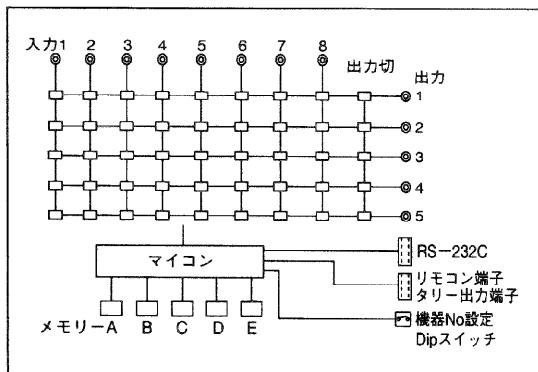 入力1 2 3 4 5 6 7 8 出力切 出力
1
2
3
4
5
マイコン
RS-232C
リモコン端子
タリー出力端子
メモリーA B C D E
機器No設定
Dipスイッチ